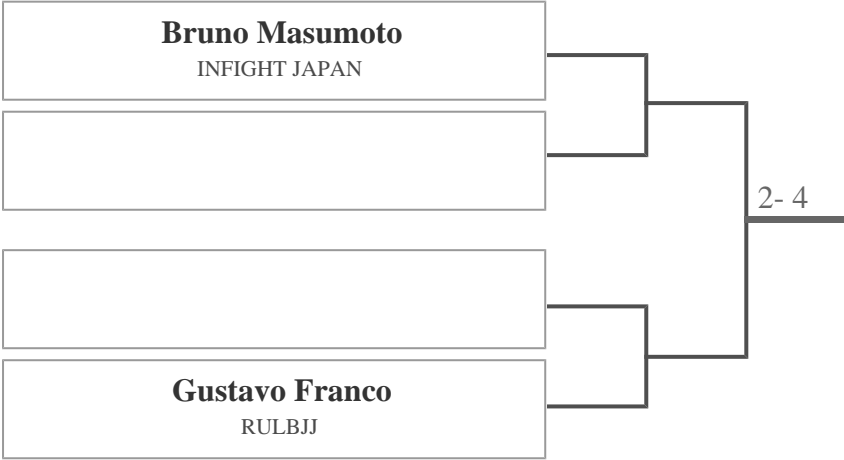 Bruno Masumoto
INFIGHT JAPAN
2- 4
Gustavo Franco
RULBJJ